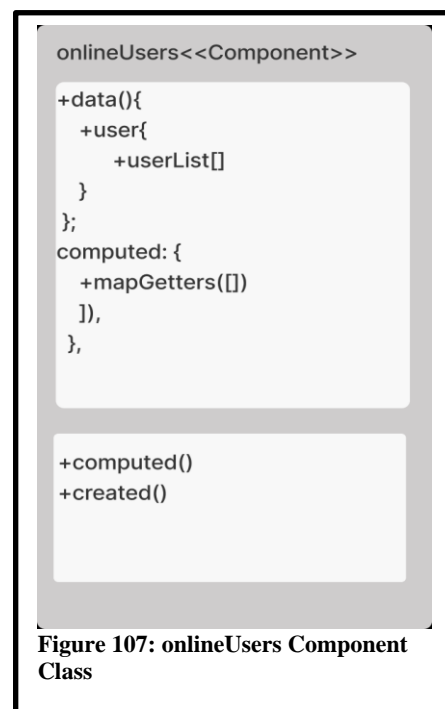 onlineUsers<<Component>>
+data(){
+user{
+userList[]
}
};
computed: {
+mapGetters([])
]),
},
+computed()
+created()
Figure 107: onlineUsers Component
Class